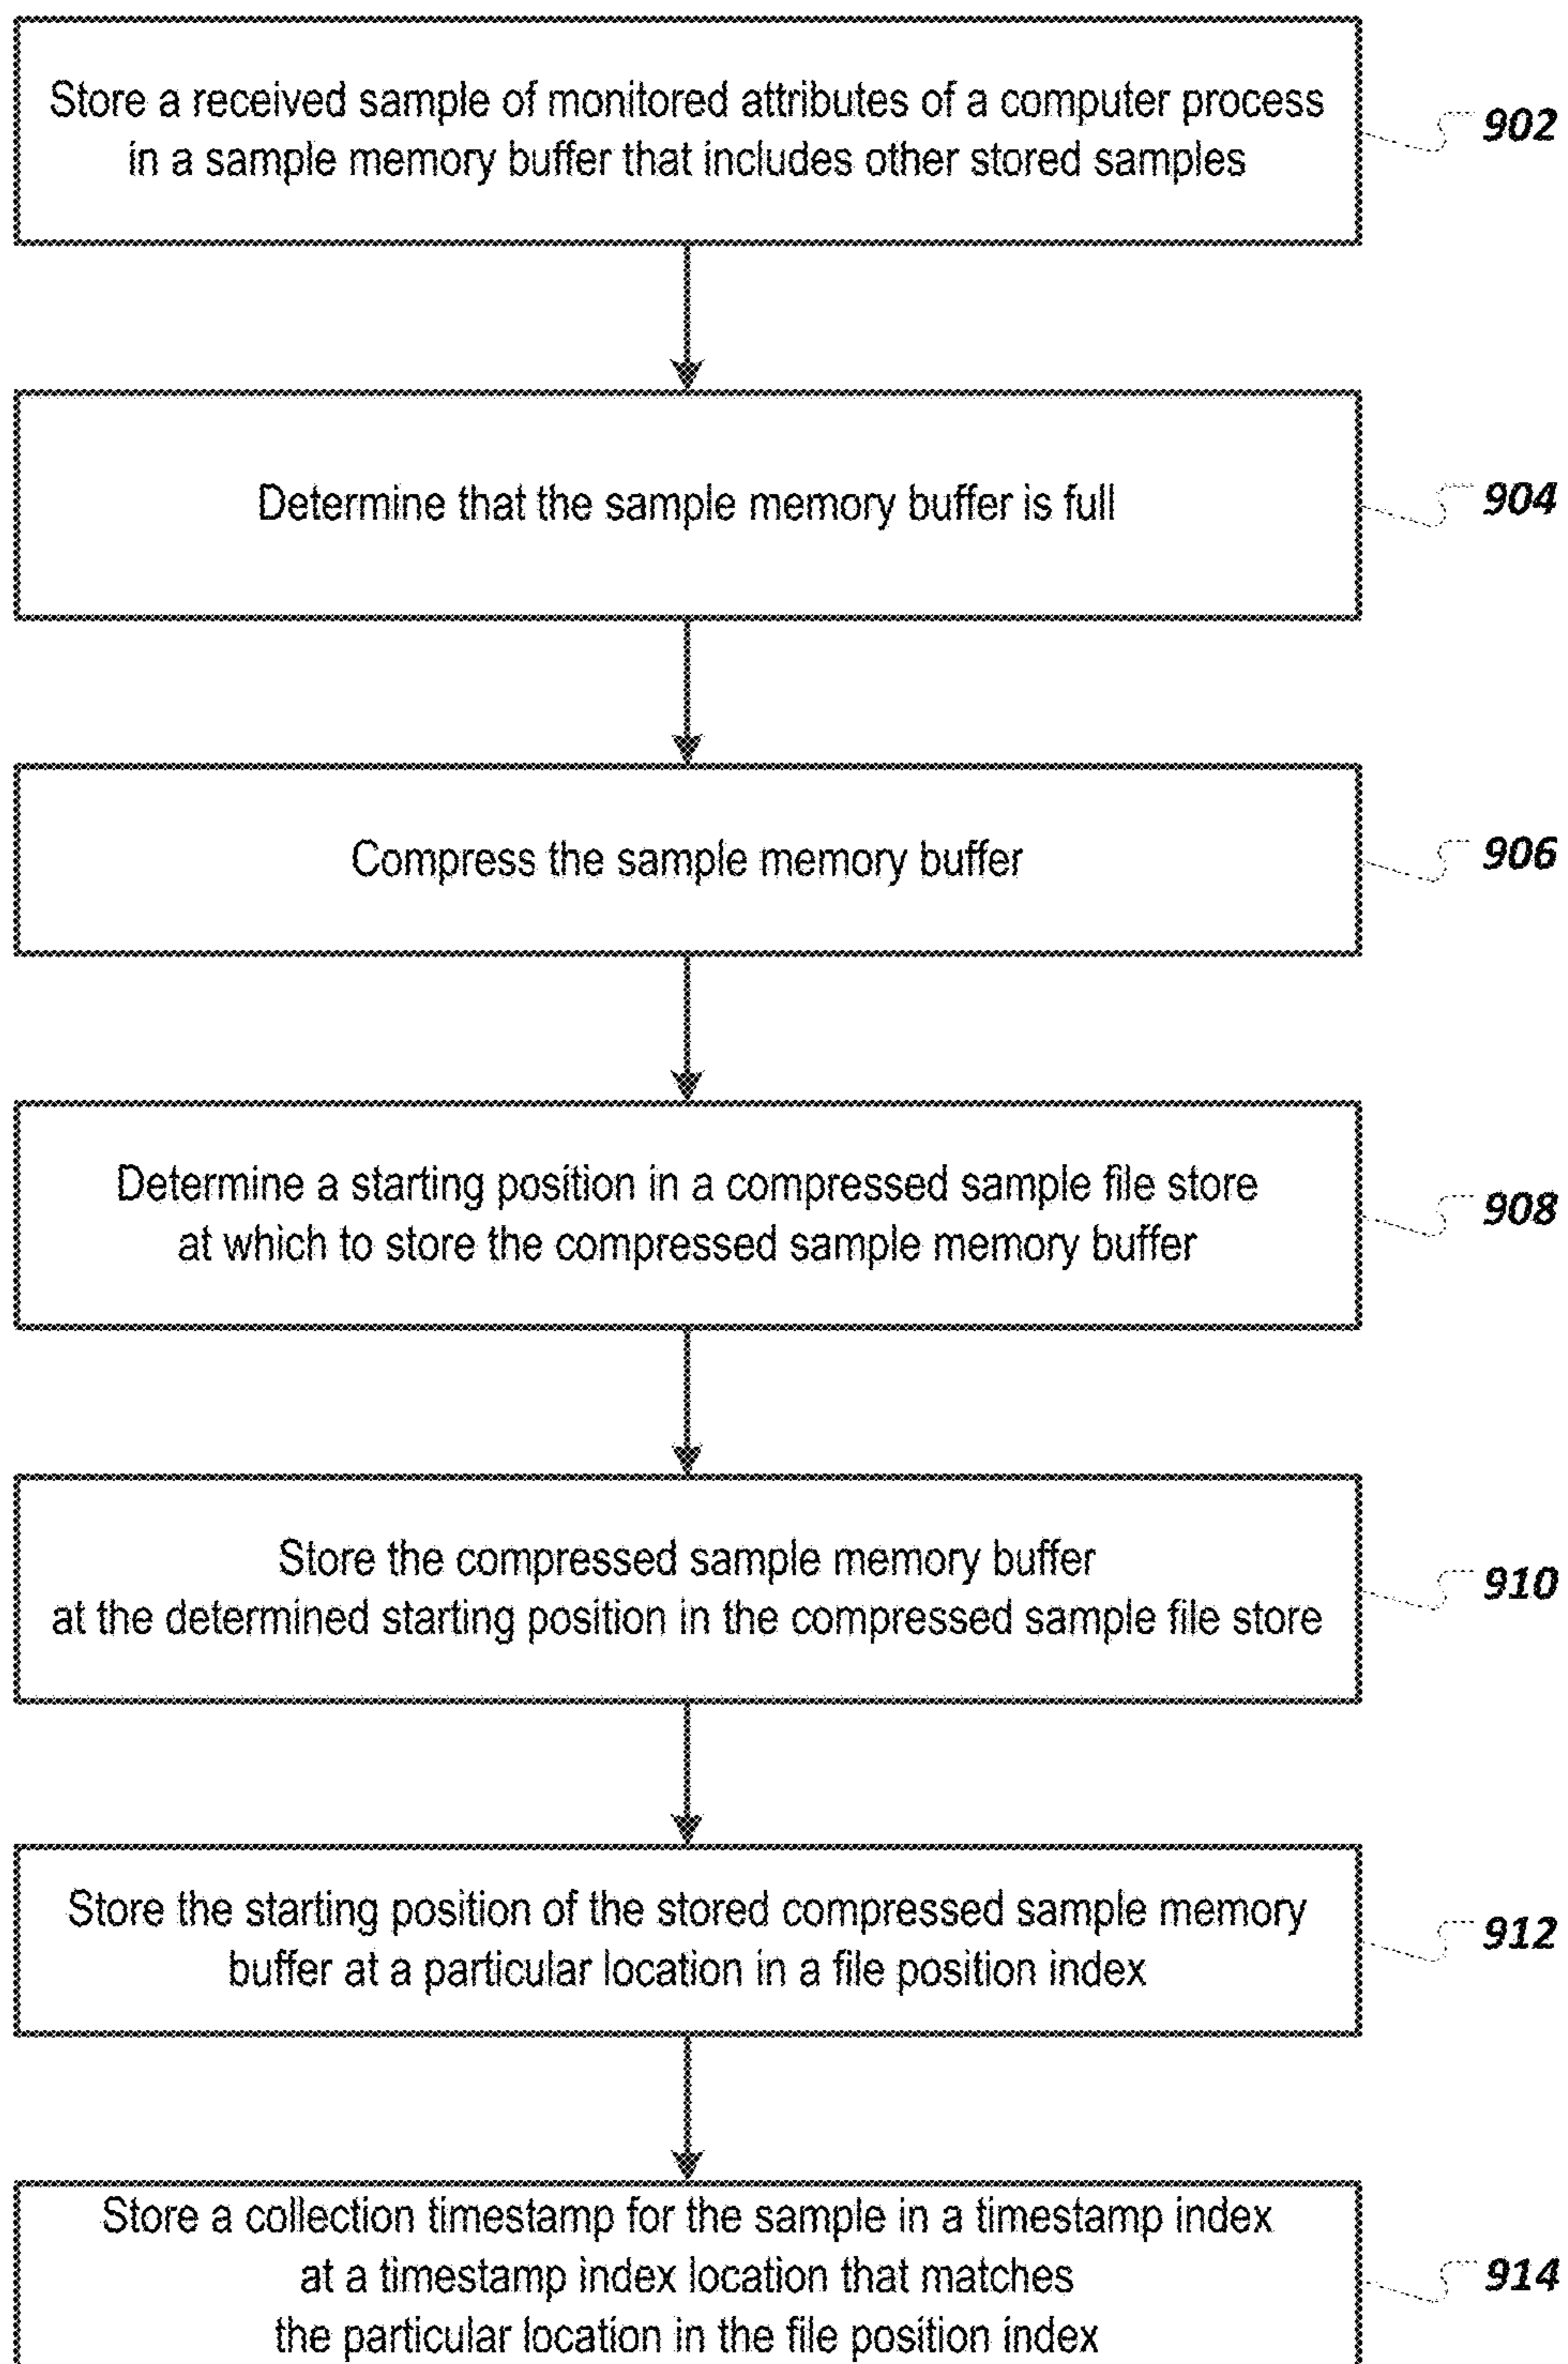 Store a received sample of monitored attributes of a computer process
in a sample memory buffer that includes other stored samples
902
Determine that the sample memory buffer is full
904
Compress the sample memory buffer
906
Determine a starting position in a compressed sample file store
at which to store the compressed sample memory buffer
908
Store the compressed sample memory buffer
at the determined starting position in the compressed sample file store
910
Store the starting position of the stored compressed sample memory
buffer at a particular location in a file position index
912
Store a collection timestamp for the sample in a timestamp index
at a timestamp index location that matches
the particular location in the file position index
914